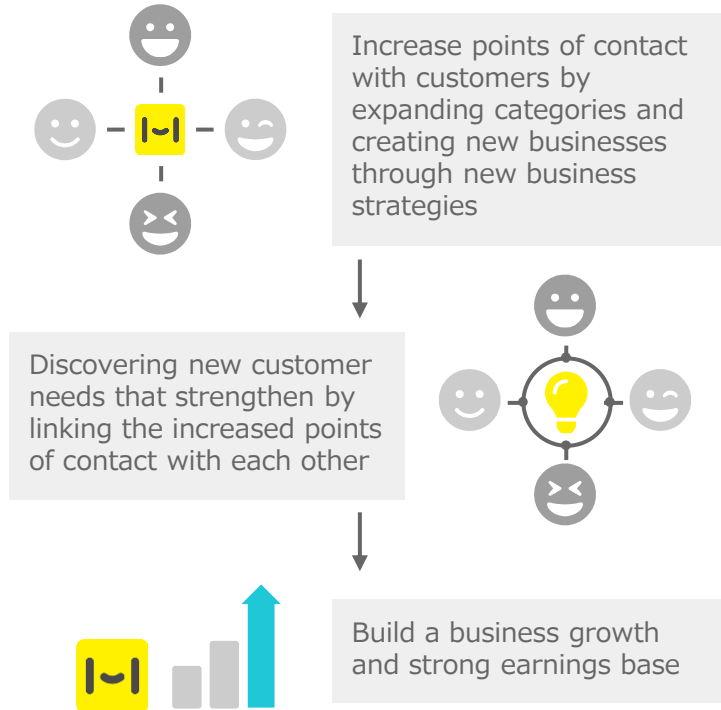 Increase points of contact
with customers by
expanding categories and
creating new businesses
through new business
strategies
Discovering new customer
needs that strengthen by
linking the increased points
of contact with each other
Build a business growth
and strong earnings base